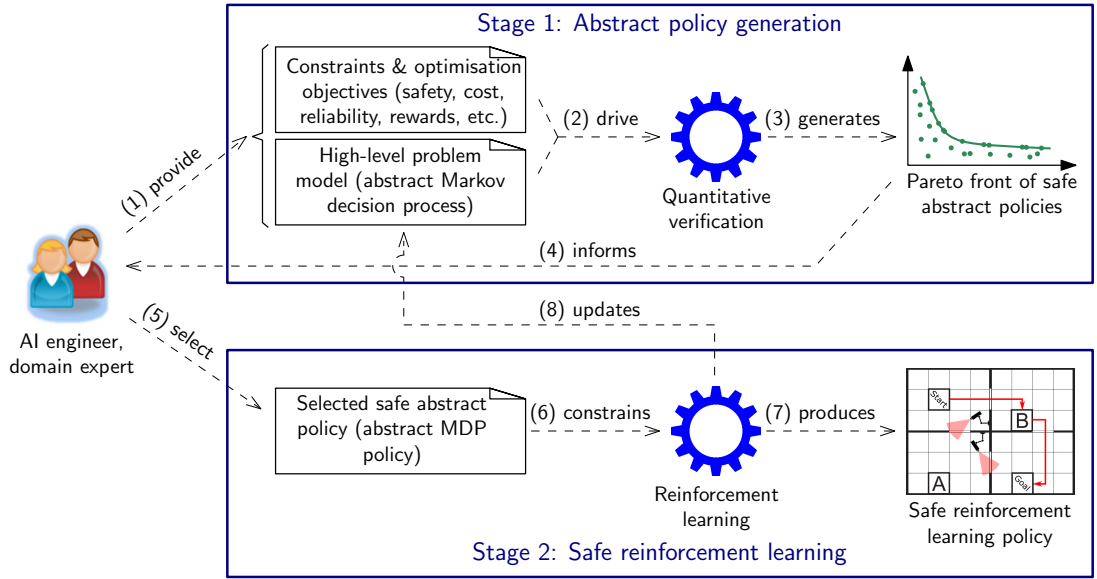 Stage 1: Abstract policy generation
Constraints & optimisation
objectives (safety, cost,
reliability, rewards, etc.)
High-level problem
model (abstract Markov
decision process)
(1) provide
(2) drive
Quantitative
verification
(3) generates
Pareto front of safe
abstract policies
(4) informs
AI engineer,
domain expert
(5) select
(8) updates
Selected safe abstract
policy (abstract MDP
policy)
(6) constrains
Reinforcement
learning
(7) produces
Start
B
A
Goal
Safe reinforcement
learning policy
Stage 2: Safe reinforcement learning